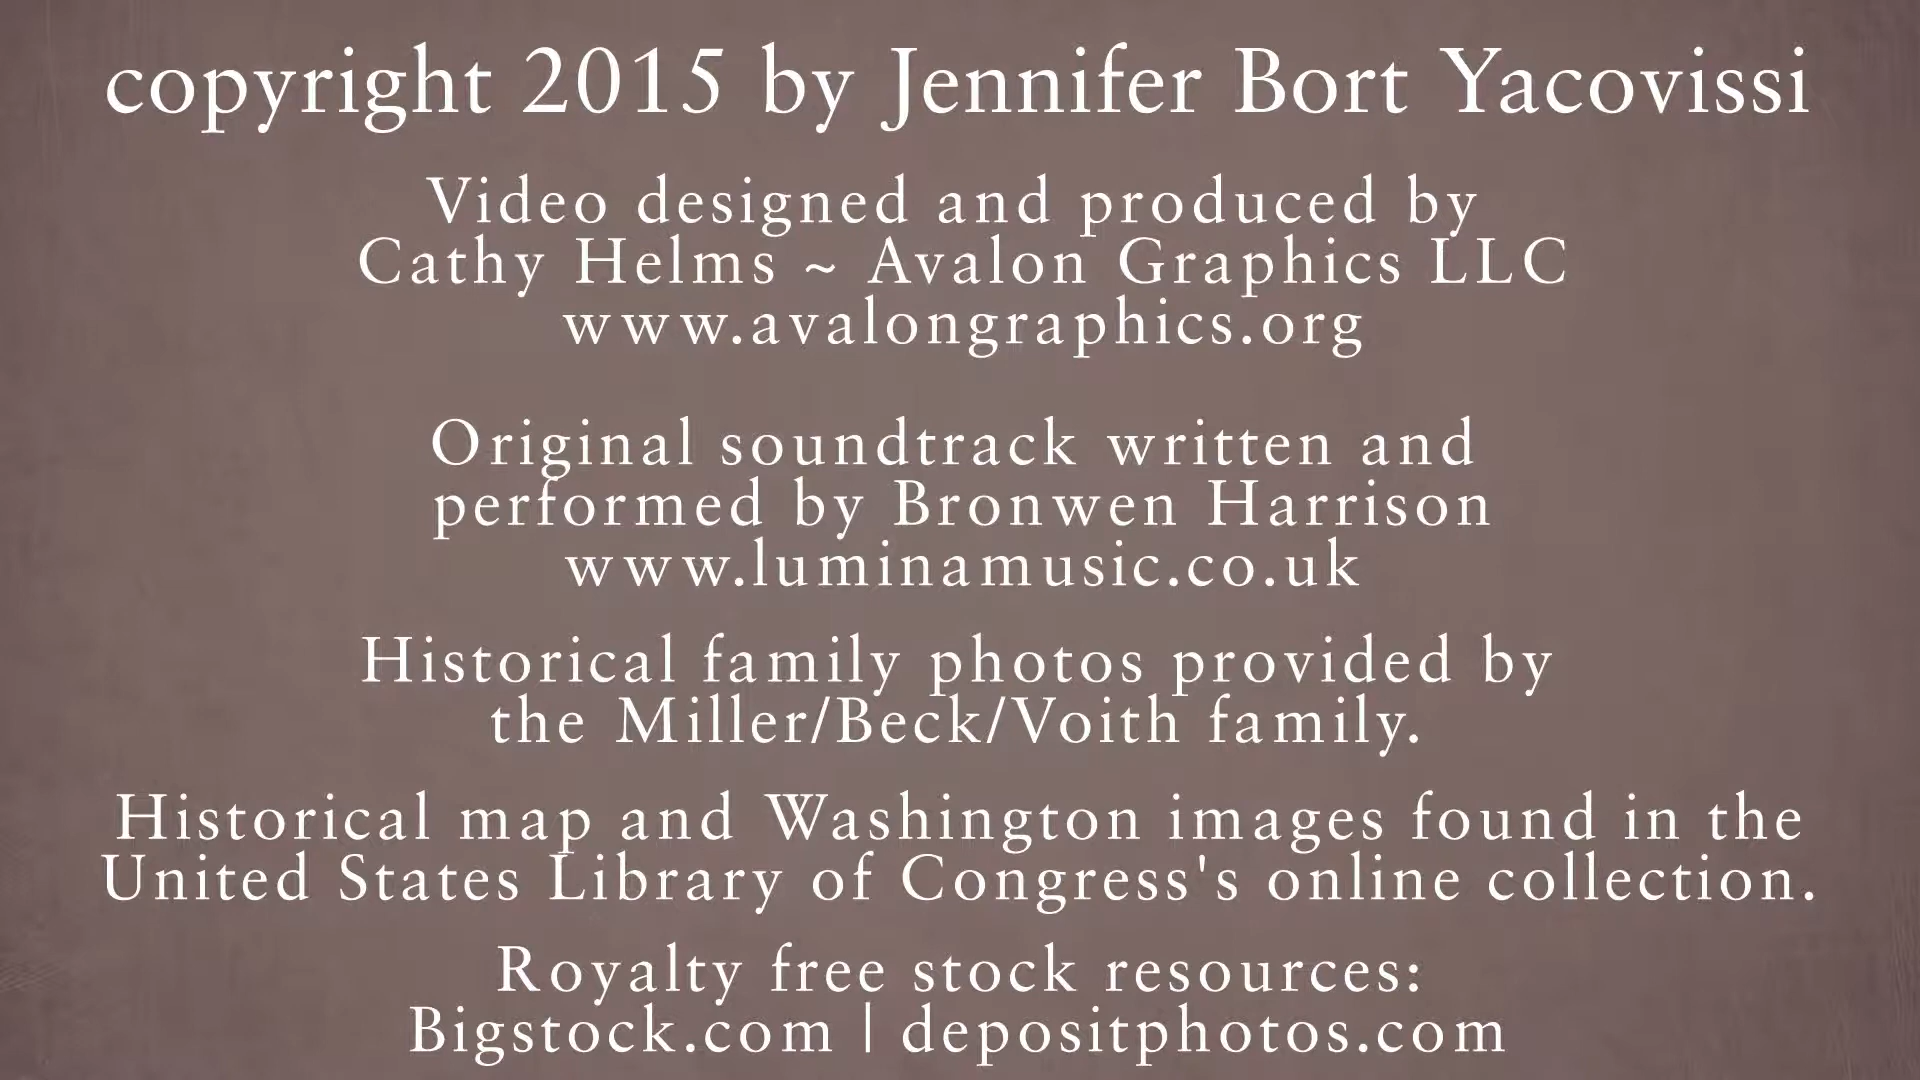 copyright 2015 by Jennifer Bort Yacovissi
Video designed and produced by
Cathy Helms ~ Avalon Graphics LLC
www.avalongraphics.org
Original soundtrack written and
performed by Bronwen Harrison
www.luminamusic.co.uk
Historical family photos provided by
the Miller/Beck/Voith family.
Historical map and Washington images found in the
United States Library of Congress's online collection.
Royalty free stock resources:
Bigstock.com | depositphotos.com